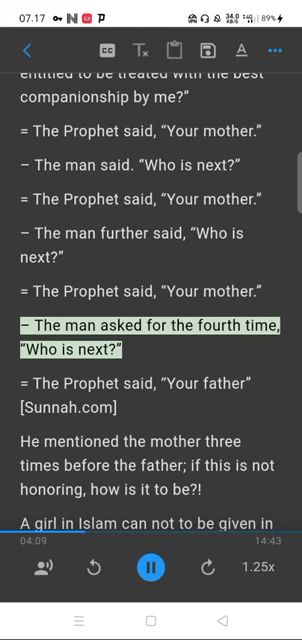 07.17
34.0
KB/S
89%
CC
entitled to be treated with the best
companionship by me?”
= The Prophet said, “Your mother.”
– The man said. “Who is next?”
= The Prophet said, “Your mother.”
– The man further said, “Who is
next?”
= The Prophet said, “Your mother.”
– The man asked for the fourth time,
“Who is next?”
= The Prophet said, “Your father”
[Sunnah.com]
He mentioned the mother three
times before the father; if this is not
honoring, how is it to be?!
A girl in Islam can not to be given in
04:09
14:43
1.25x